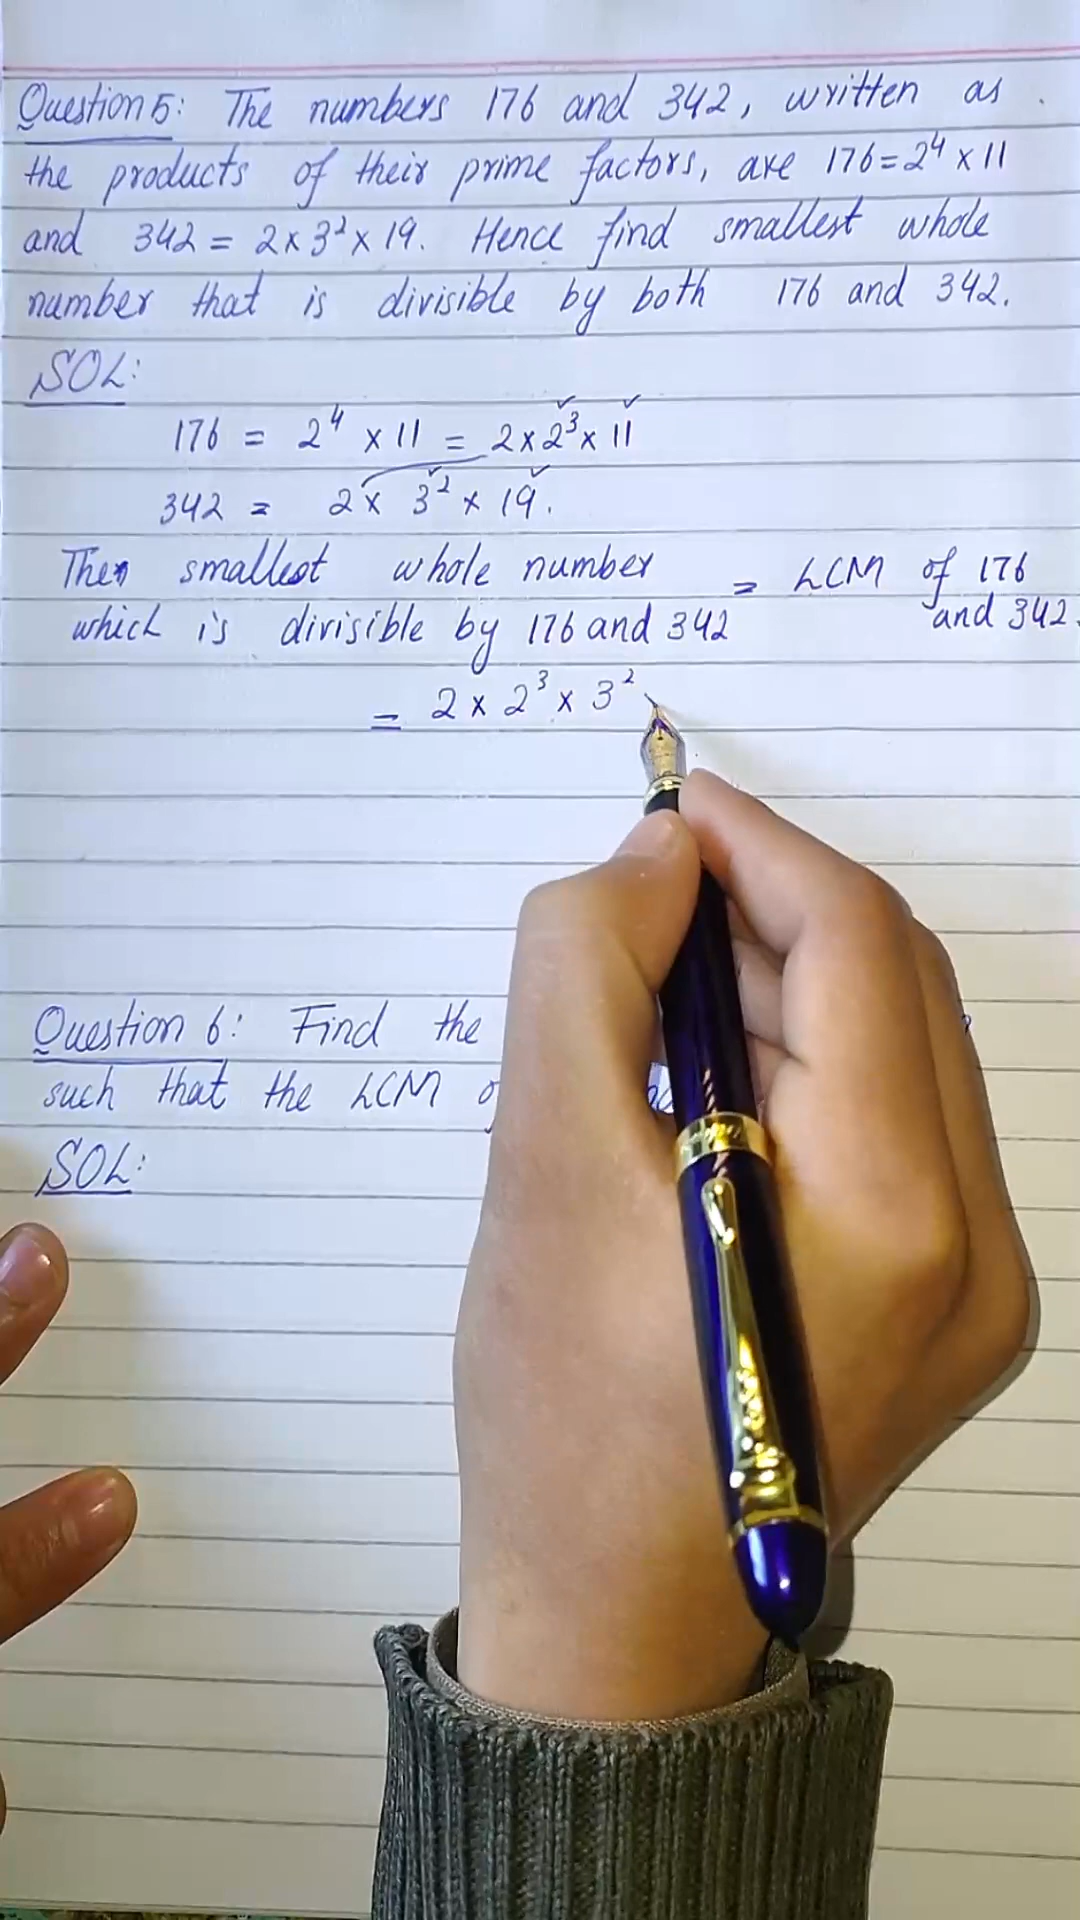 Question 5: The numbers 176 and 342, written as
the products of their prime factors, are 176=2⁴×11
and 342 = 2×3²×19. Hence find smallest whole
number that is divisible by both 176 and 342.
SOL:
176 = 2⁴ ×11 = 2×2³×11
342 = 2× 3² × 19.
Then smallest whole number = LCM of 176
which is divisible by 176 and 342 and 342.
= 2 × 2³ × 3²
Question 6: Find the
such that the LCM
SOL: